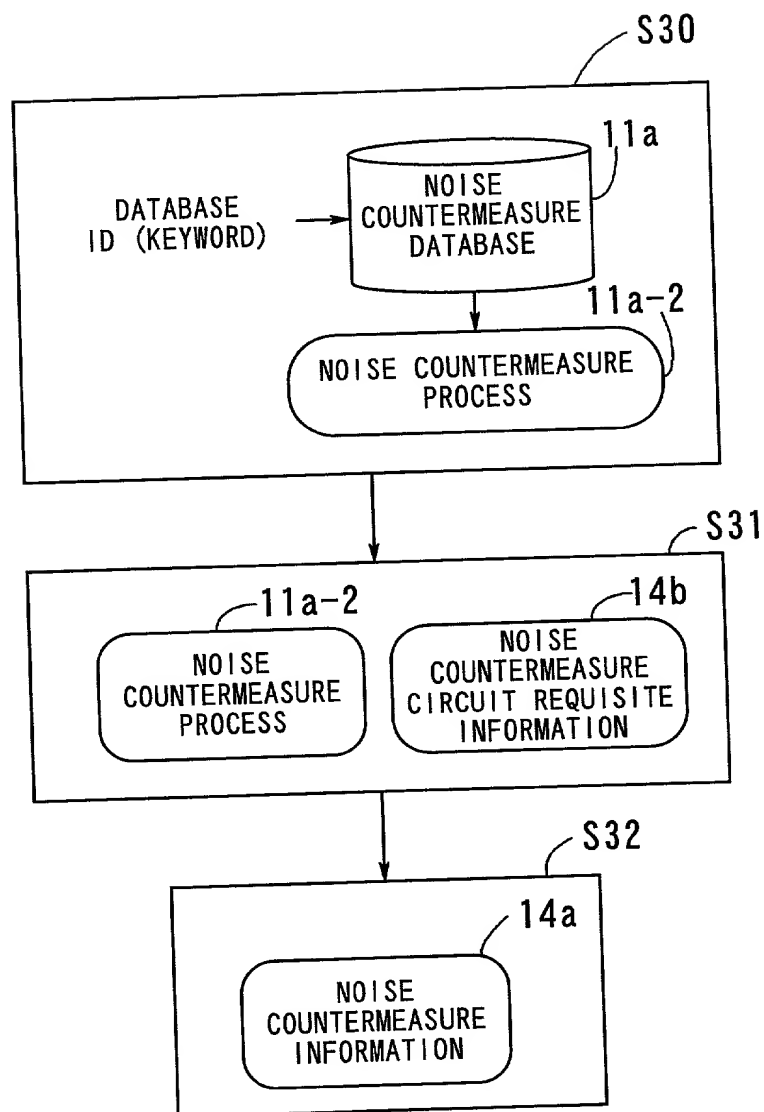 S30
11a
NOISE
COUNTERMEASURE
DATABASE
DATABASE
ID (KEYWORD)
11a-2
NOISE COUNTERMEASURE
PROCESS
S31
11a-2
NOISE
COUNTERMEASURE
PROCESS
14b
NOISE
COUNTERMEASURE
CIRCUIT REQUISITE
INFORMATION
S32
14a
NOISE
COUNTERMEASURE
INFORMATION